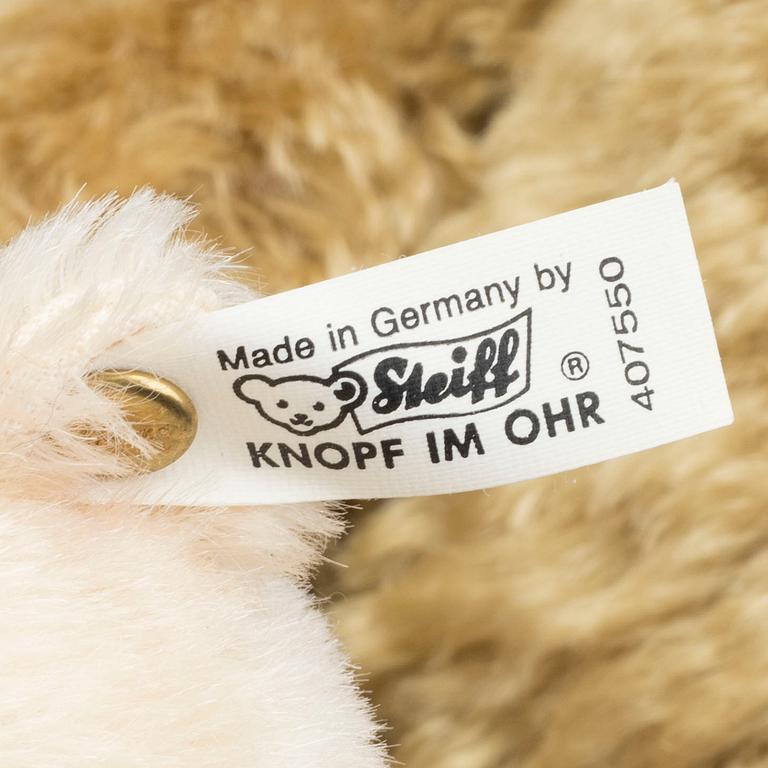 Made in Germany by
Steiff
®
KNOPF IM OHR
407550